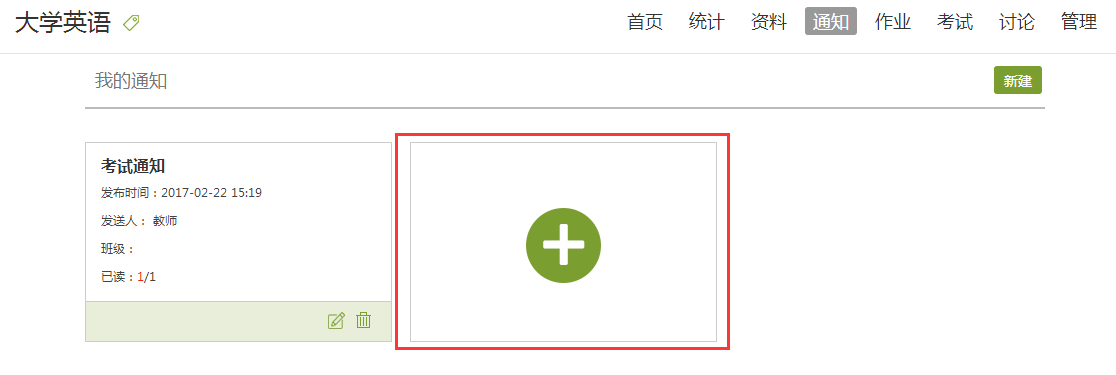 大学英语
首页 统计 资料 通知 作业 考试 讨论 管理
我的通知
新建
考试通知
发布时间：2017-02-22 15:19
发送人： 教师
班级：
已读：1/1